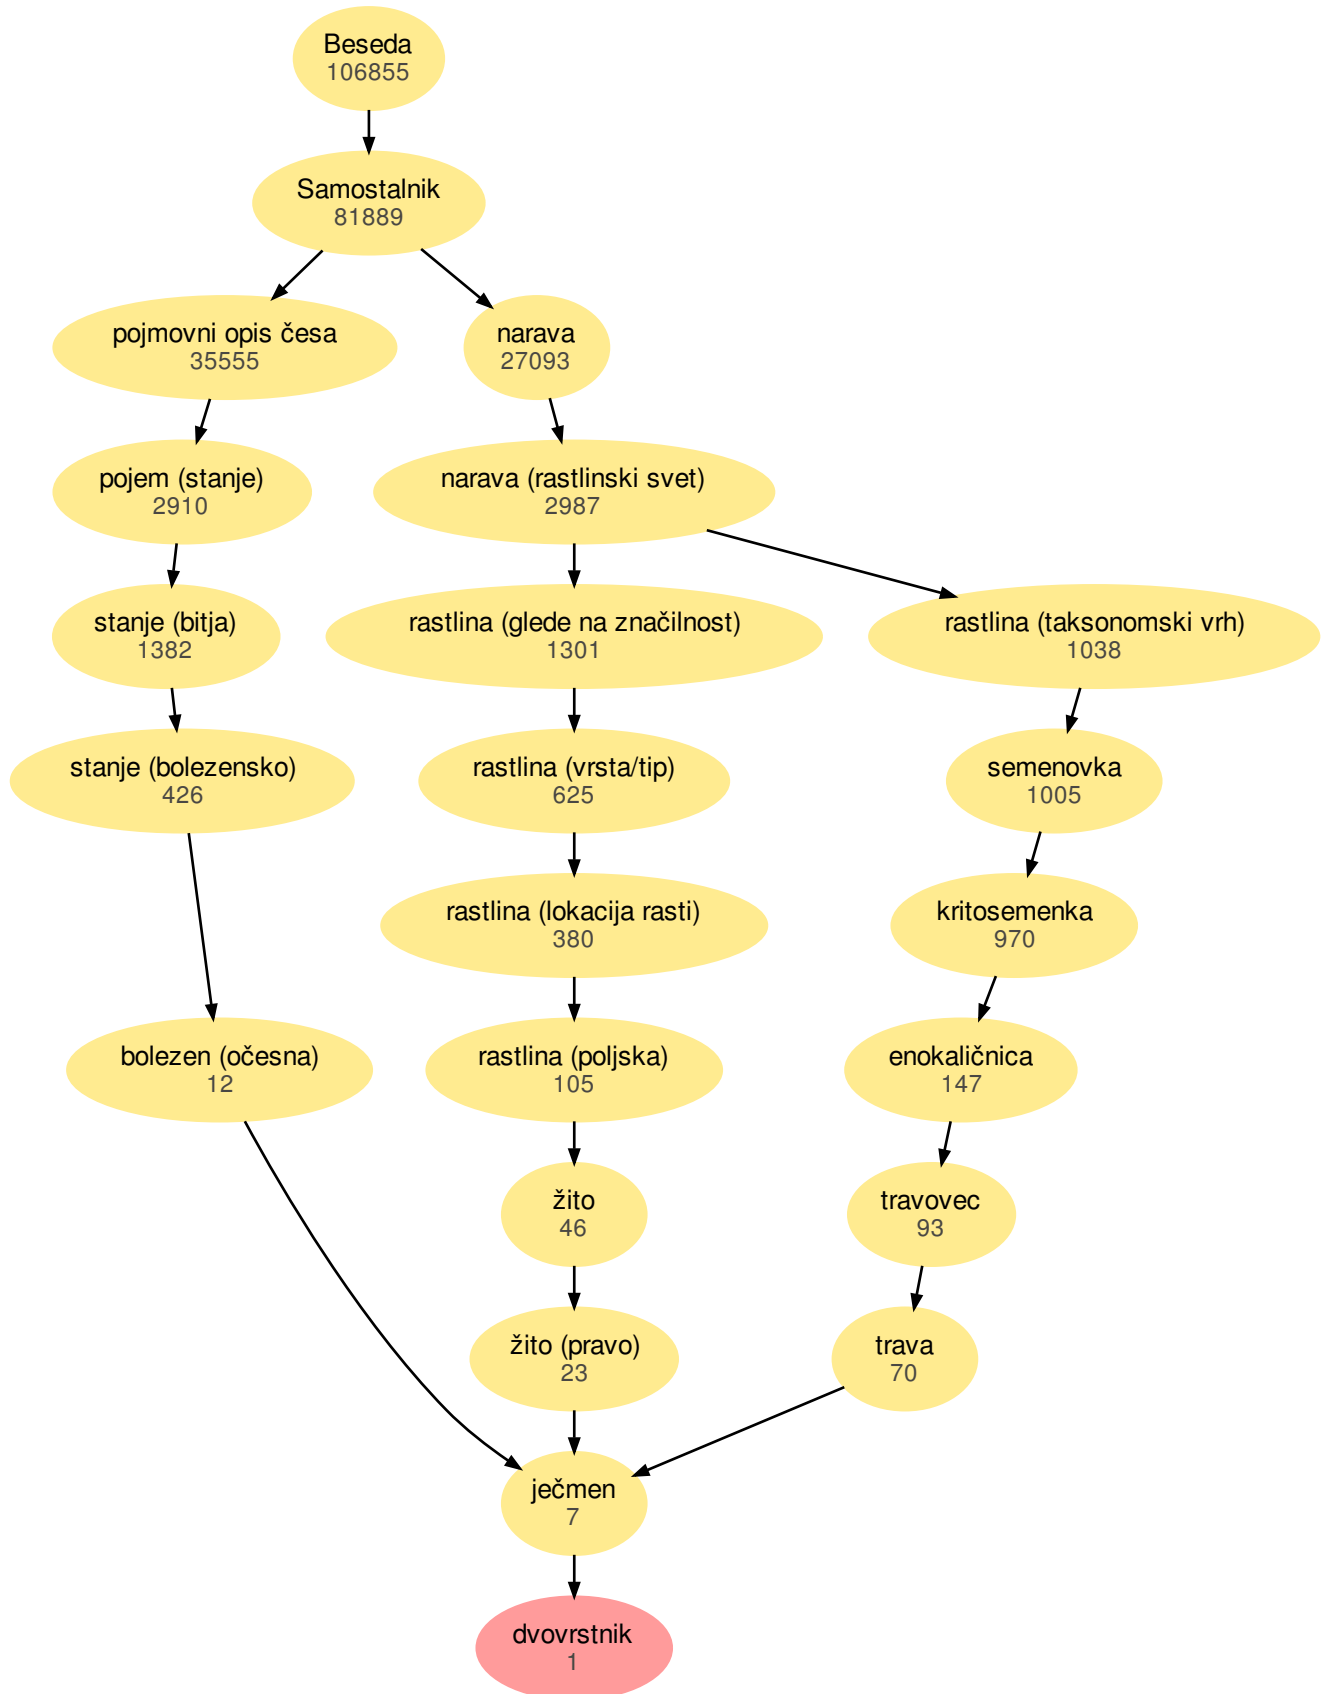 Beseda
106855
Samostalnik
81889
pojmovni opis česa
35555
narava
27093
pojem (stanje)
2910
narava (rastlinski svet)
2987
stanje (bitja)
1382
rastlina (glede na značilnost)
1301
rastlina (taksonomski vrh)
1038
stanje (bolezensko)
426
rastlina (vrsta/tip)
625
semenovka
1005
rastlina (lokacija rasti)
380
kritosemenka
970
bolezen (očesna)
12
rastlina (poljska)
105
enokaličnica
147
žito
46
travovec
93
žito (pravo)
23
trava
70
ječmen
7
dvovrstnik
1